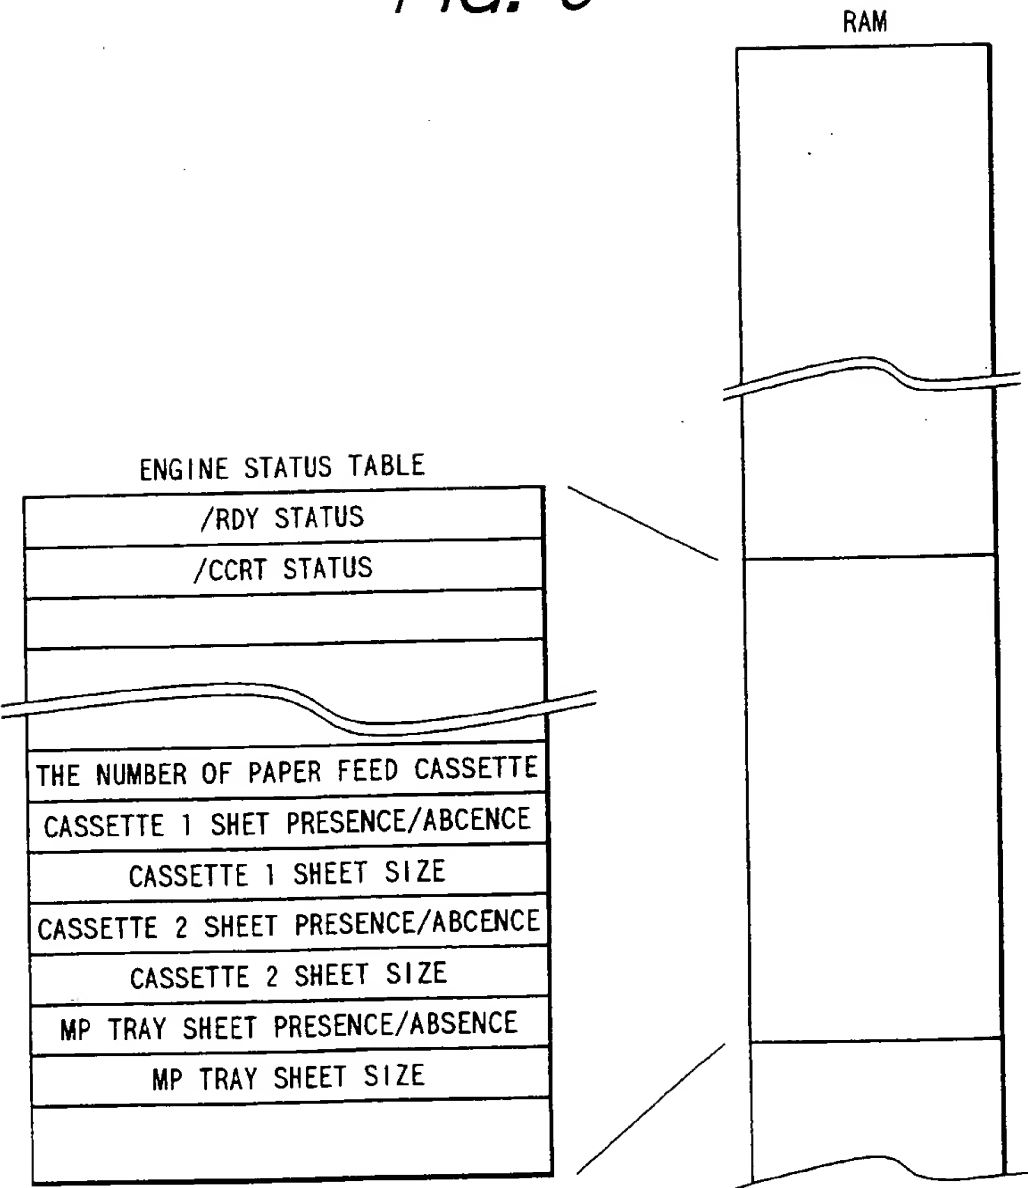 RAM
ENGINE STATUS TABLE
/RDY STATUS
/CCRT STATUS
THE NUMBER OF PAPER FEED CASSETTE
CASSETTE 1 SHET PRESENCE/ABCENCE
CASSETTE 1 SHEET SIZE
CASSETTE 2 SHEET PRESENCE/ABCENCE
CASSETTE 2 SHEET SIZE
MP TRAY SHEET PRESENCE/ABSENCE
MP TRAY SHEET SIZE